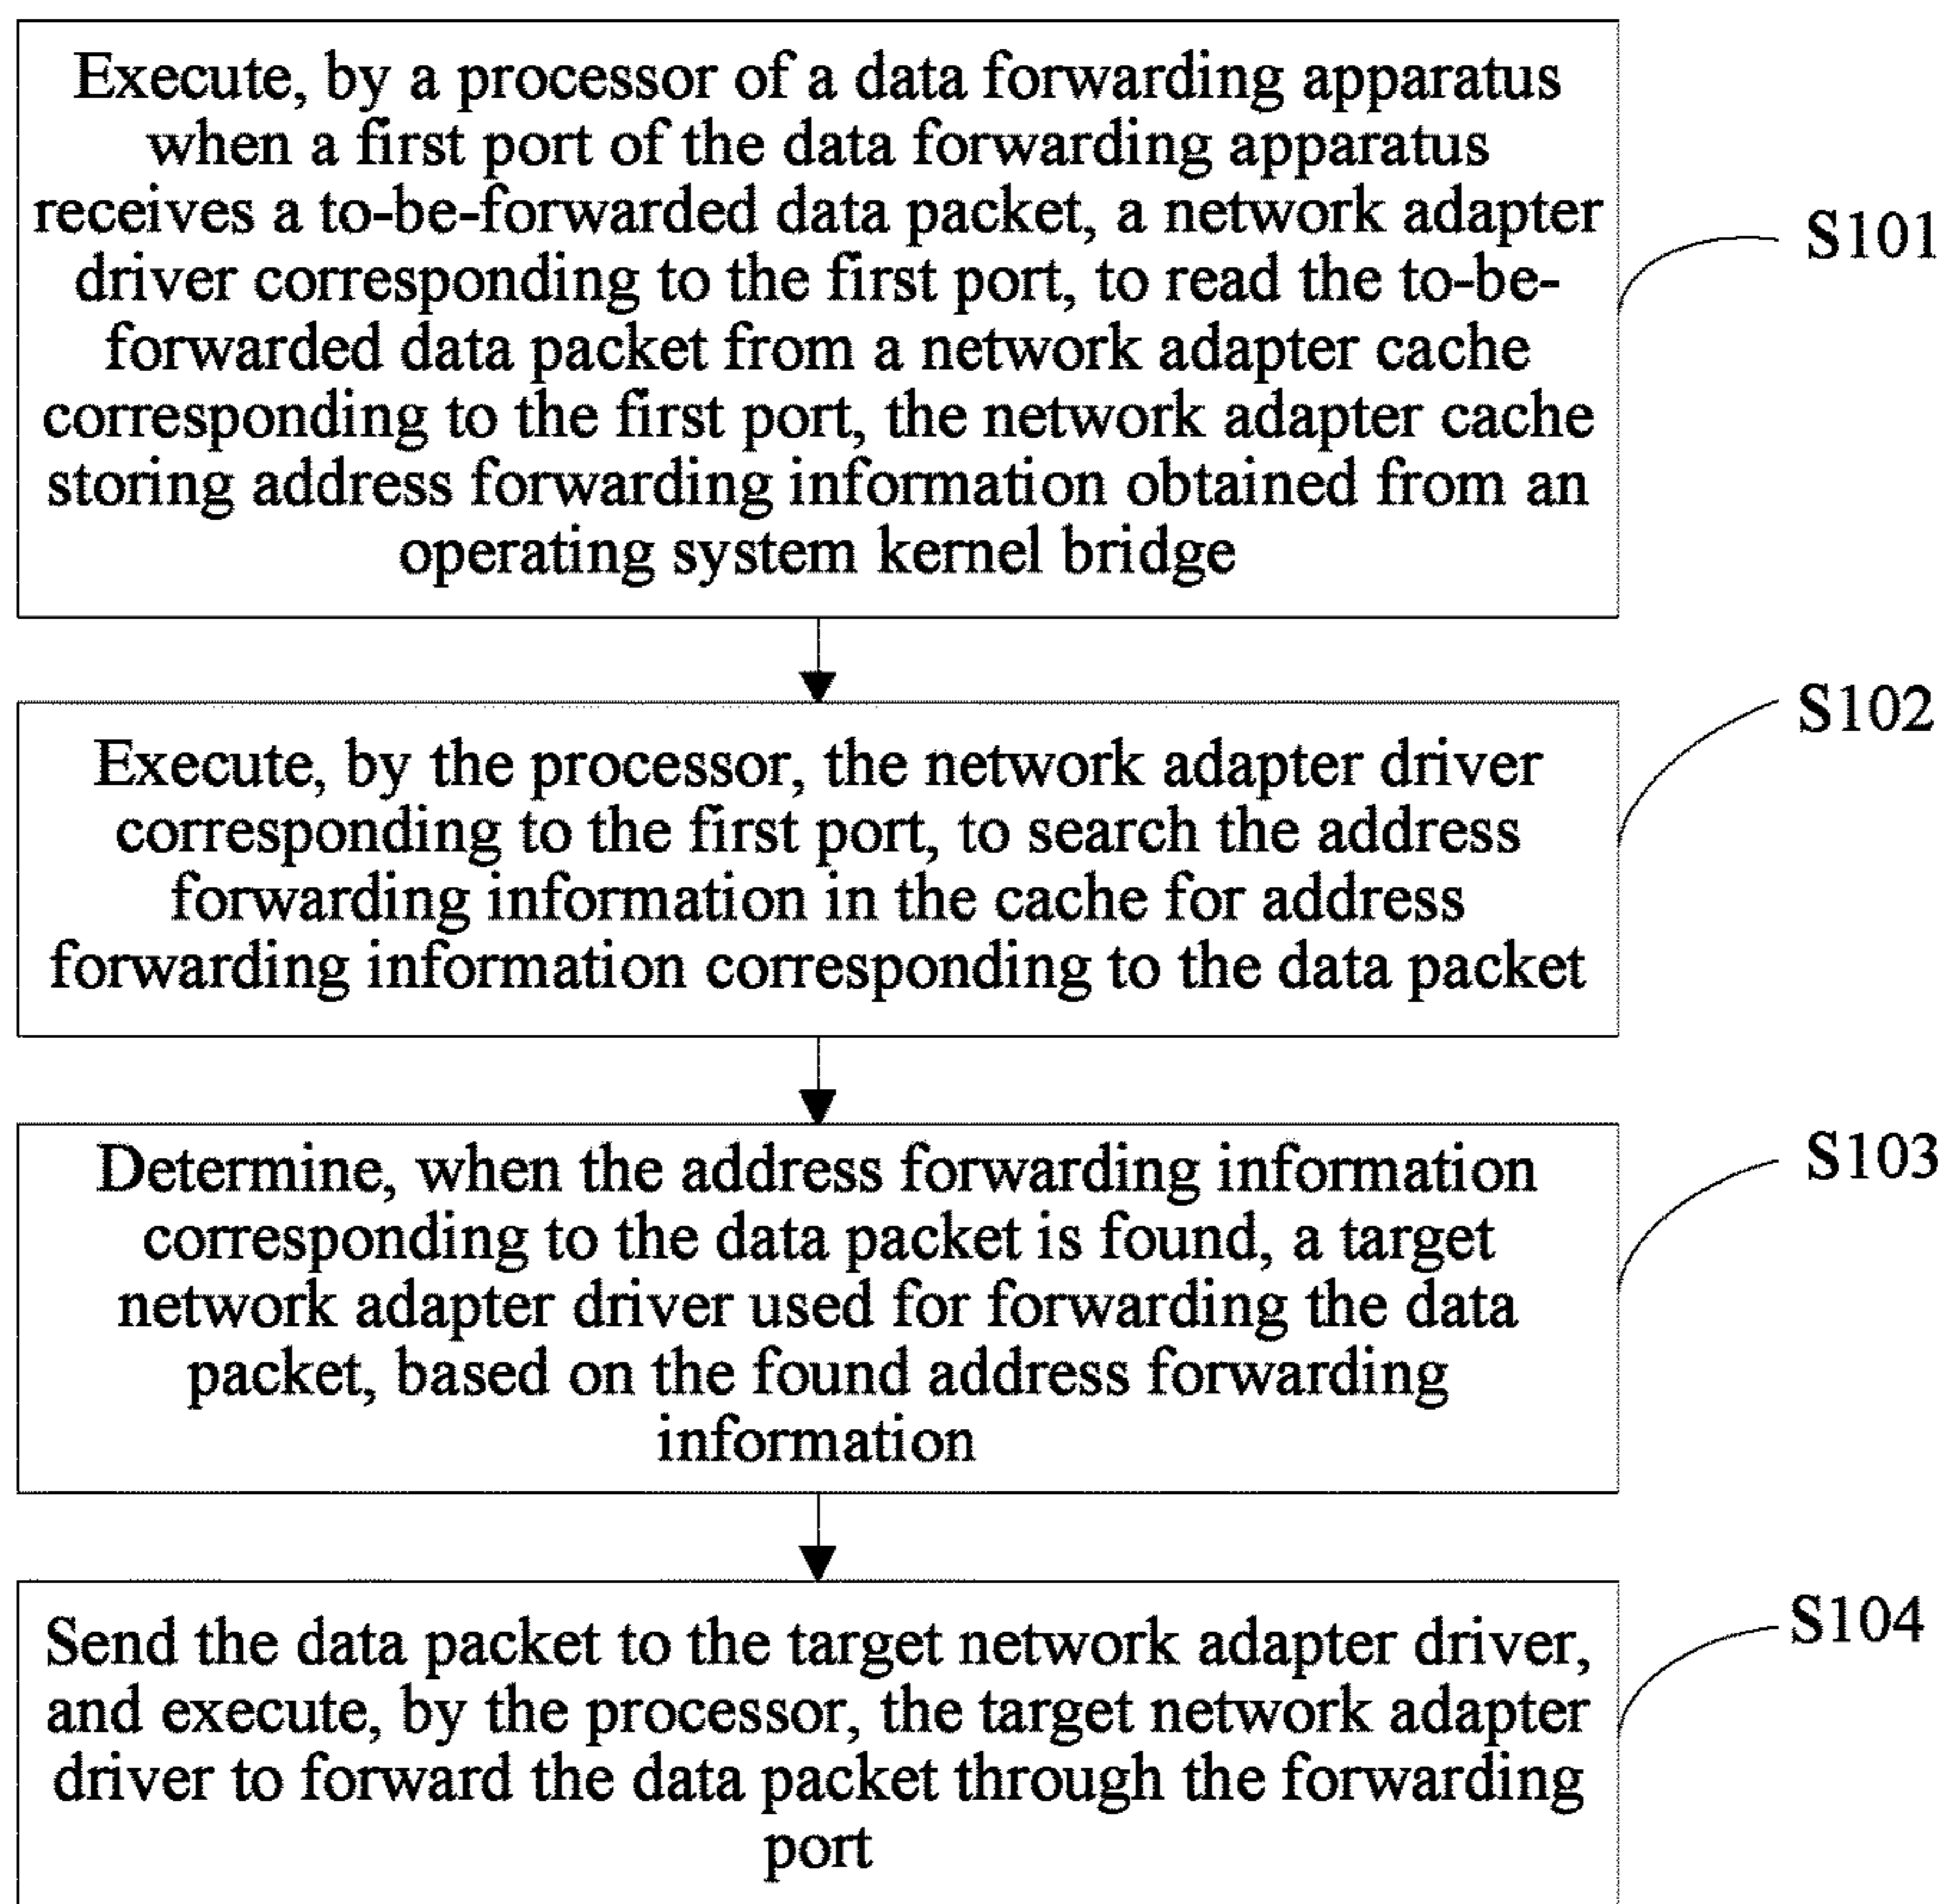 Execute, by a processor of a data forwarding apparatus
when a first port of the data forwarding apparatus
receives a to-be-forwarded data packet, a network adapter
driver corresponding to the first port, to read the to-be-
forwarded data packet from a network adapter cache
corresponding to the first port, the network adapter cache
storing address forwarding information obtained from an
operating system kernel bridge
S101
Execute, by the processor, the network adapter driver
corresponding to the first port, to search the address
forwarding information in the cache for address
forwarding information corresponding to the data packet
S102
Determine, when the address forwarding information
corresponding to the data packet is found, a target
network adapter driver used for forwarding the data
packet, based on the found address forwarding
information
S103
Send the data packet to the target network adapter driver,
and execute, by the processor, the target network adapter
driver to forward the data packet through the forwarding
port
S104